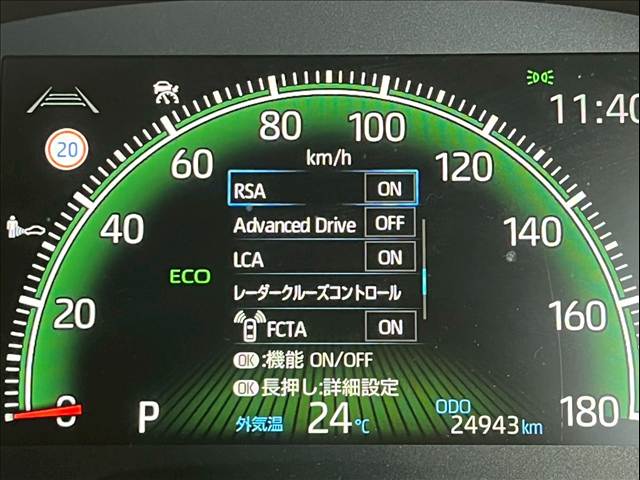 11:40
20
80
100
60
km/h
120
RSA ON
Advanced Drive OFF
40
140
LCA ON
ECO
レーダークルーズコントロール
20
160
FCTA ON
OK:機能 ON/OFF
OK長押し:詳細設定
0
P
外気温 24℃
ODO
24943 km
180